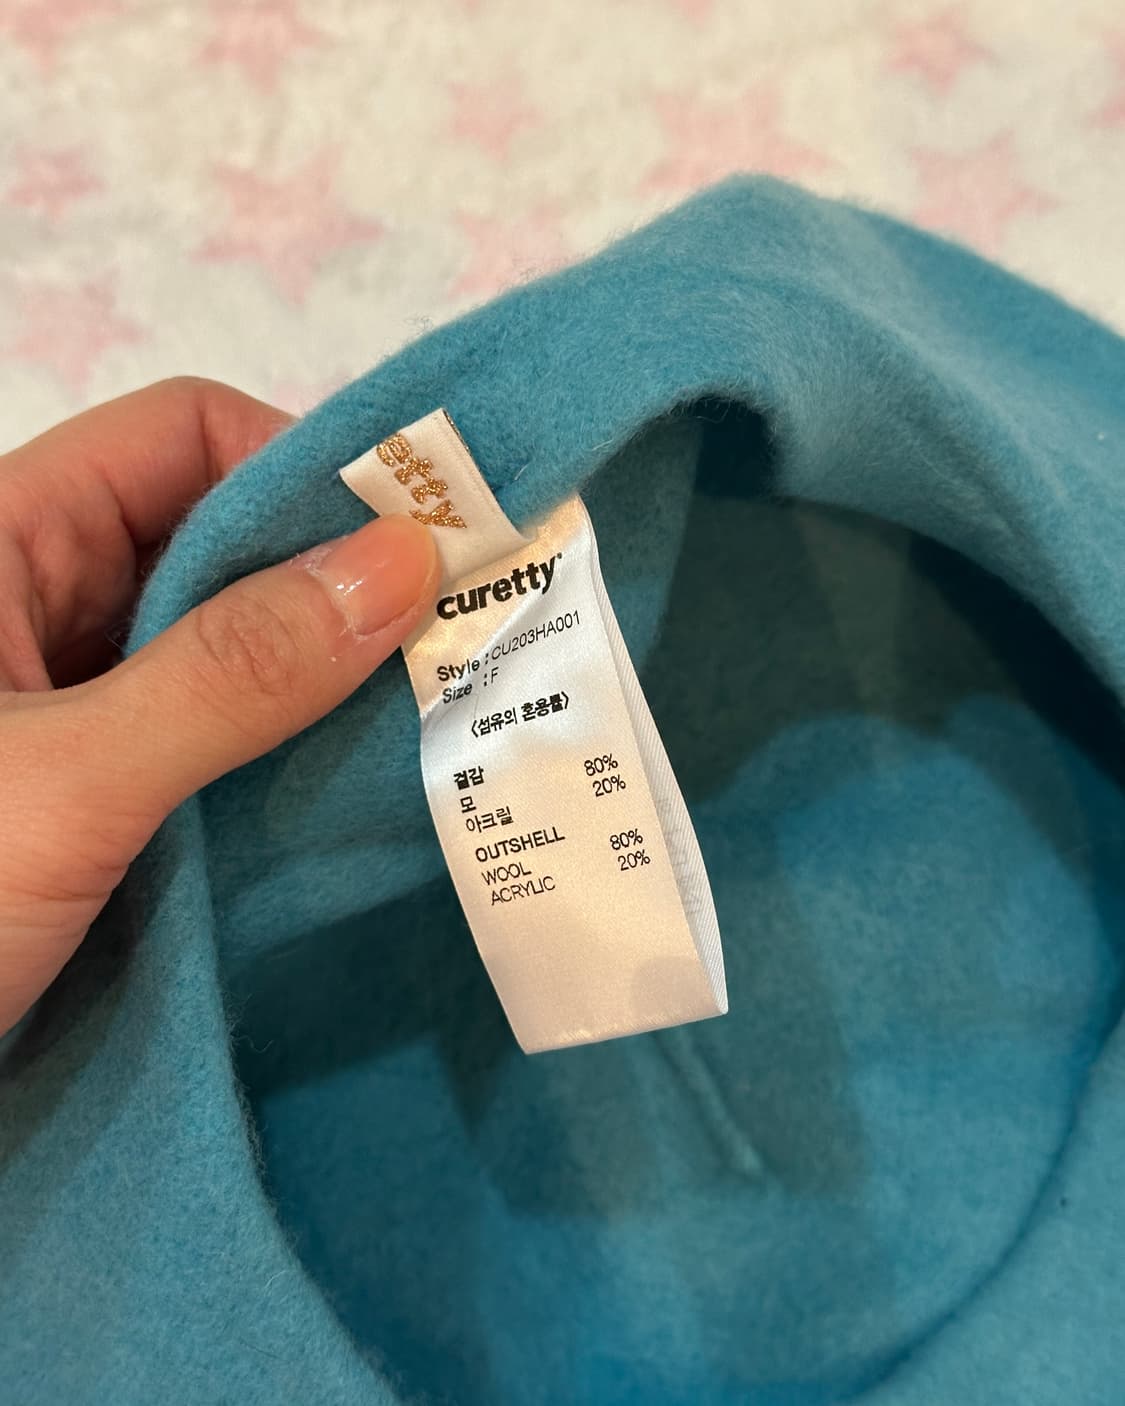 etty
curetty
Style : CU203HA001
Size : F
<섬유의 혼용률>
겉감
모 80%
아크릴 20%
OUTSHELL
WOOL 80%
ACRYLIC 20%